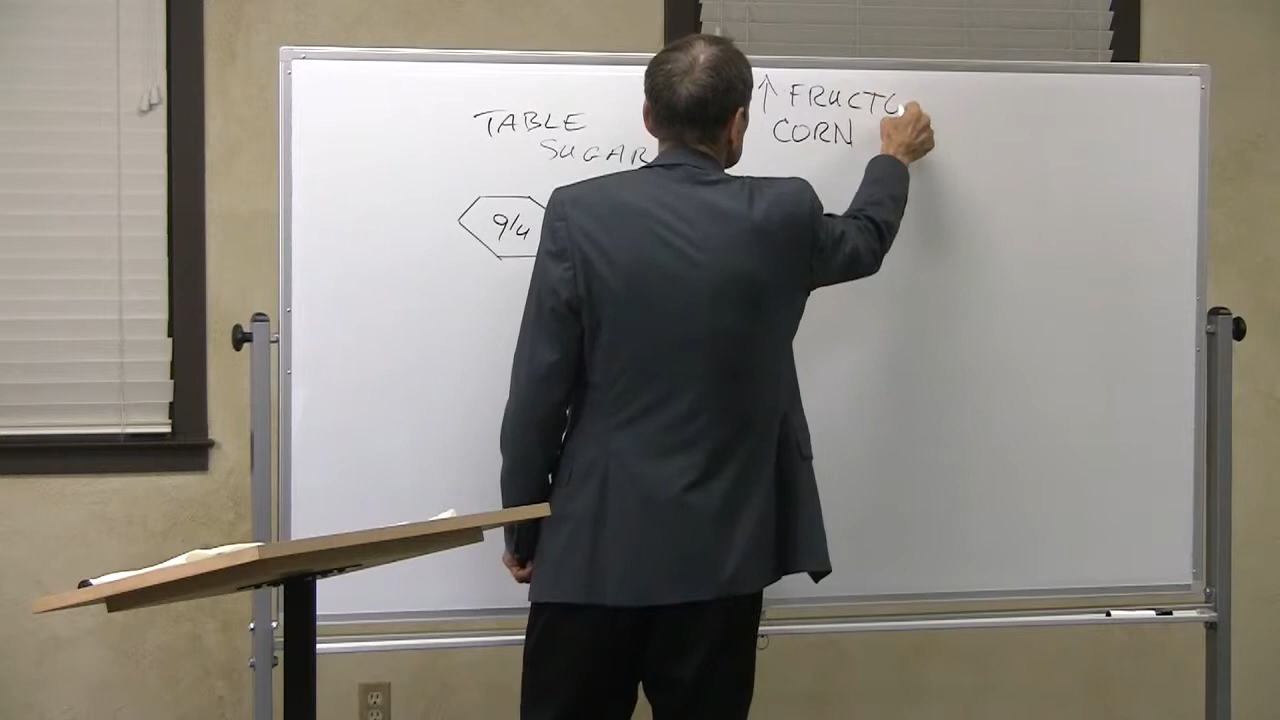 TABLE
SUGAR
9/4
↑ FRUCTO
CORN